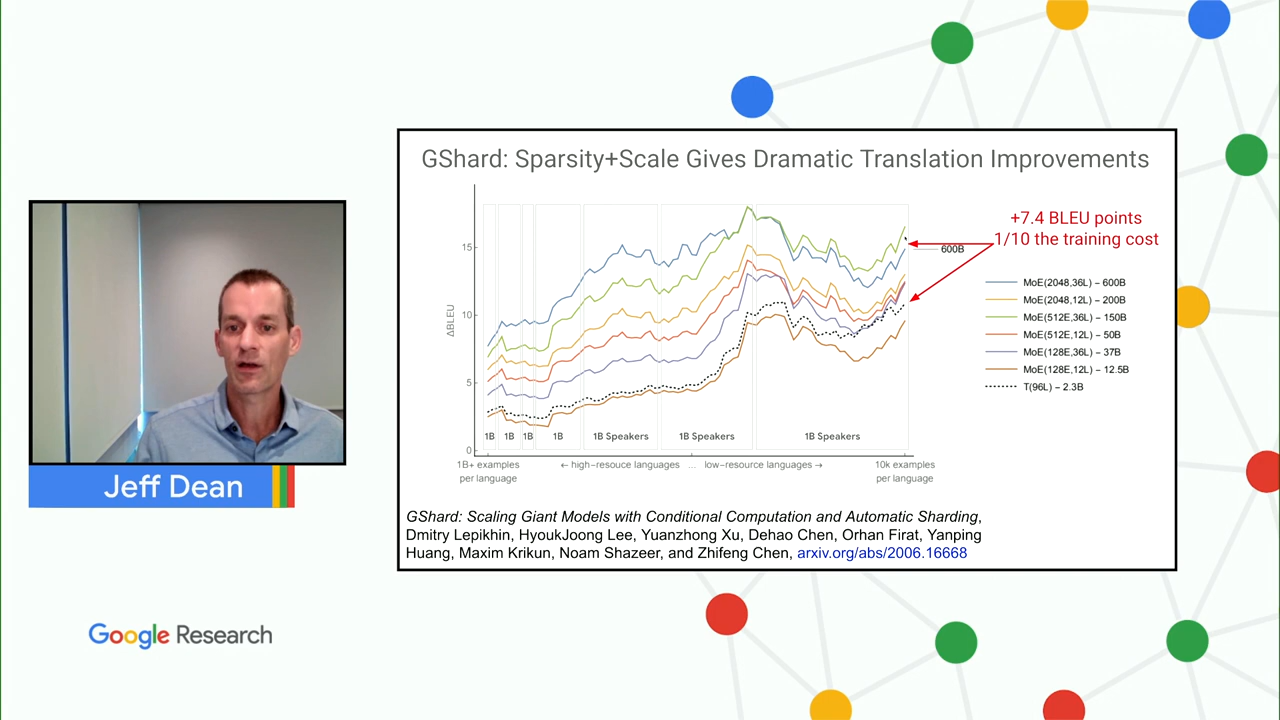 GShard: Sparsity+Scale Gives Dramatic Translation Improvements
+7.4 BLEU points
1/10 the training cost
600B
15
10
5
0
ΔBLEU
MoE(2048,36L) – 600B
MoE(2048,12L) – 200B
MoE(512E,36L) – 150B
MoE(512E,12L) – 50B
MoE(128E,36L) – 37B
MoE(128E,12L) – 12.5B
T(96L) – 2.3B
1B 1B 1B 1B 1B Speakers 1B Speakers 1B Speakers
1B+ examples
per language
← high–resouce languages ... low–resource languages →
10k examples
per language
GShard: Scaling Giant Models with Conditional Computation and Automatic Sharding,
Dmitry Lepikhin, HyoukJoong Lee, Yuanzhong Xu, Dehao Chen, Orhan Firat, Yanping
Huang, Maxim Krikun, Noam Shazeer, and Zhifeng Chen, arxiv.org/abs/2006.16668
Jeff Dean
Google Research